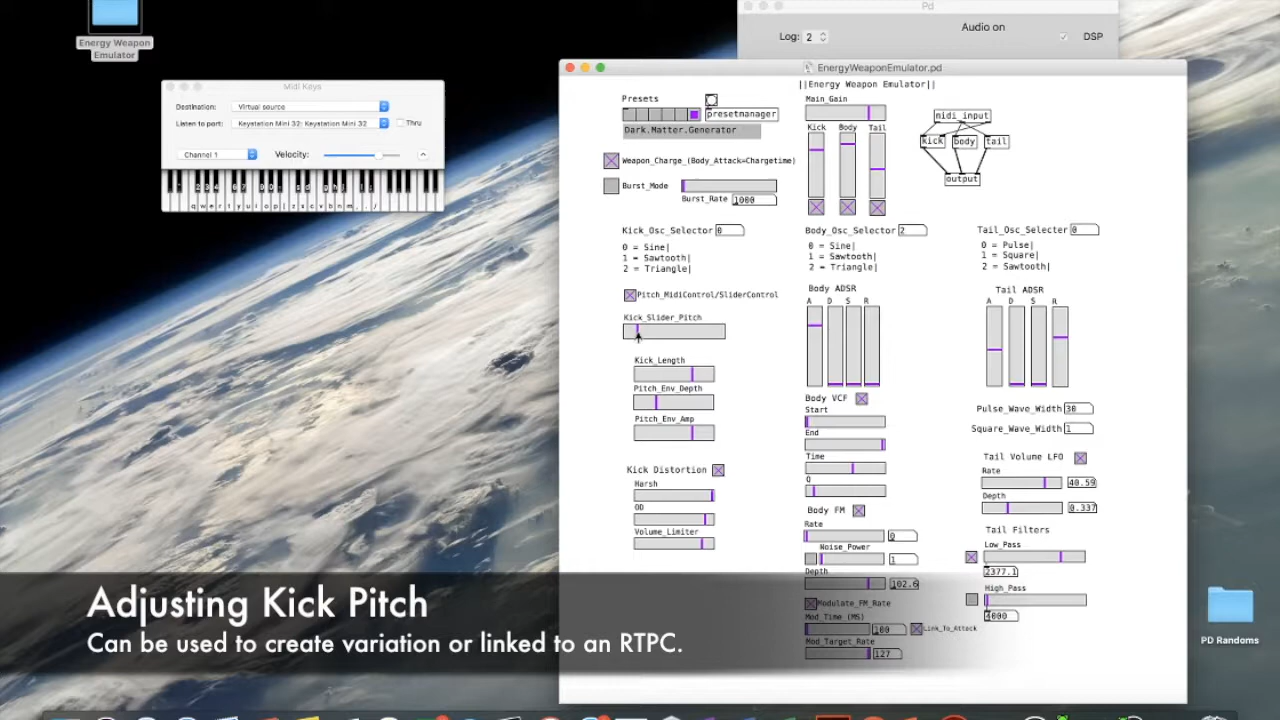 Energy Weapon
Emulator
Pd
Audio on
Log: 2
DSP
Midi Keys
Destination: Virtual source
Listen to port: Keystation Mini 32: Keystation Mini 32 Thru
Channel 1 Velocity:
q w e r t y u i o p [ z x c v b n m , . /
EnergyWeaponEmulator.pd
||Energy Weapon Emulator||
Presets
presetmanager
Dark.Matter.Generator
Weapon_Charge_(Body_Attack=Chargetime)
Burst_Mode
Burst_Rate 1000
Main_Gain
Kick Body Tail
midi_input
kick body tail
output
Kick_Osc_Selector 0
0 = Sine|
1 = Sawtooth|
2 = Triangle|
Pitch_MidiControl/SliderControl
Kick_Slider_Pitch
Kick_Length
Pitch_Env_Depth
Pitch_Env_Amp
Kick Distortion
Harsh
OD
Volume_Limiter
Body_Osc_Selector 2
0 = Sine|
1 = Sawtooth|
2 = Triangle|
Body ADSR
A D S R
Body VCF
Start
End
Time
Q
Body FM
Rate
0
Noise_Power
1
Depth
102.6
Modulate_FM_Rate
Mod_Time (MS)
100 Link_To_Attack
Mod_Target_Rate
127
Tail_Osc_Selecter 0
0 = Pulse|
1 = Square|
2 = Sawtooth|
Tail ADSR
A D S R
Pulse_Wave_Width 30
Square_Wave_Width 1
Tail Volume LFO
Rate
40.59
Depth
0.337
Tail Filters
Low_Pass
2377.1
High_Pass
4000
Adjusting Kick Pitch
Can be used to create variation or linked to an RTPC.
PD Randoms